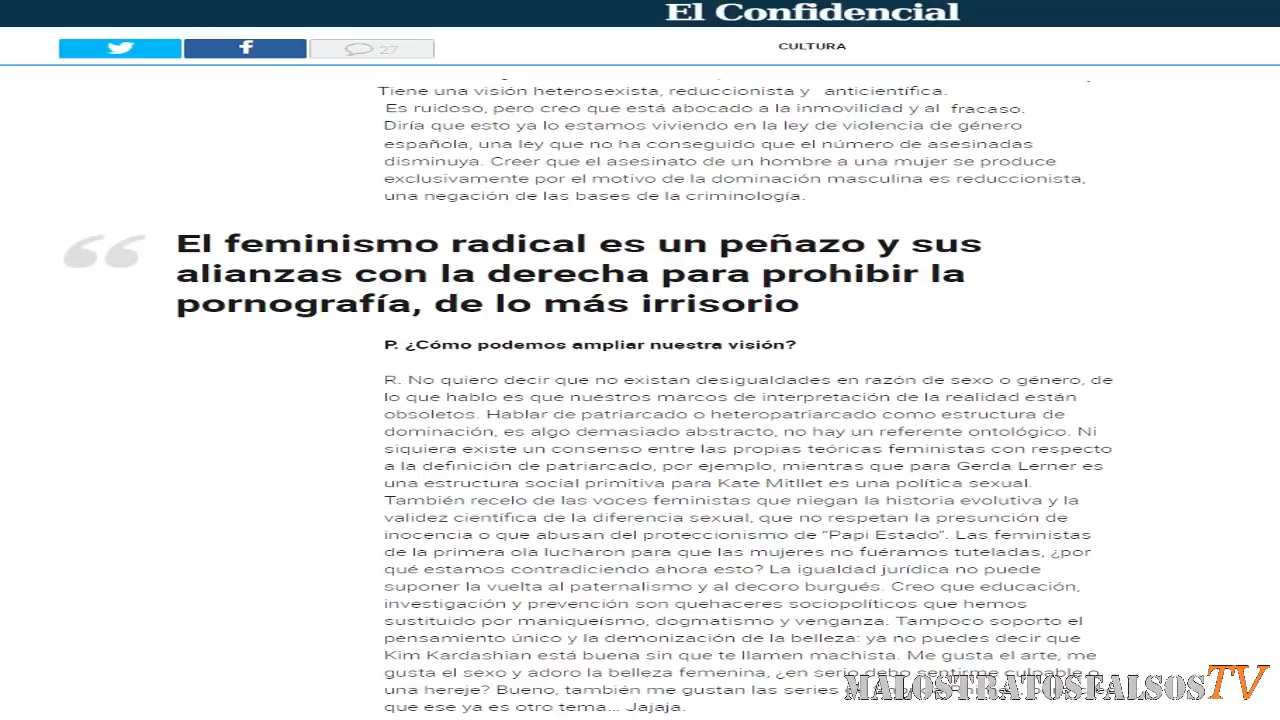 El Confidencial
27
CULTURA
Tiene una visión heterosexista, reduccionista y anticientífica.
Es ruidoso, pero creo que está abocado a la inmovilidad y al fracaso.
Diría que esto ya lo estamos viviendo en la ley de violencia de género
española, una ley que no ha conseguido que el número de asesinadas
disminuya. Creer que el asesinato de un hombre a una mujer se produce
exclusivamente por el motivo de la dominación masculina es reduccionista,
una negación de las bases de la criminología.
“ El feminismo radical es un peñazo y sus
alianzas con la derecha para prohibir la
pornografía, de lo más irrisorio
P. ¿Cómo podemos ampliar nuestra visión?
R. No quiero decir que no existan desigualdades en razón de sexo o género, de
lo que hablo es que nuestros marcos de interpretación de la realidad están
obsoletos. Hablar de patriarcado o heteropatriarcado como estructura de
dominación, es algo demasiado abstracto, no hay un referente ontológico. Ni
siquiera existe un consenso entre las propias teóricas feministas con respecto
a la definición de patriarcado, por ejemplo, mientras que para Gerda Lerner es
una estructura social primitiva para Kate Mitllet es una política sexual.
También recelo de las voces feministas que niegan la historia evolutiva y la
validez científica de la diferencia sexual, que no respetan la presunción de
inocencia o que abusan del proteccionismo de “Papi Estado”. Las feministas
de la primera ola lucharon para que las mujeres no fuéramos tuteladas, ¿por
qué estamos contradiciendo ahora esto? La igualdad jurídica no puede
suponer la vuelta al paternalismo y al decoro burgués. Creo que educación,
investigación y prevención son quehaceres sociopolíticos que hemos
sustituido por maniqueísmo, dogmatismo y venganza. Tampoco soporto el
pensamiento único y la demonización de la belleza: ya no puedes decir que
Kim Kardashian está buena sin que te llamen machista. Me gusta el arte, me
gusta el sexo y adoro la belleza femenina, ¿en serio debo sentirme culpable o
una hereje? Bueno, también me gustan las series
que ese ya es otro tema... Jajaja.
MALOSTRATOSFALSOSTV